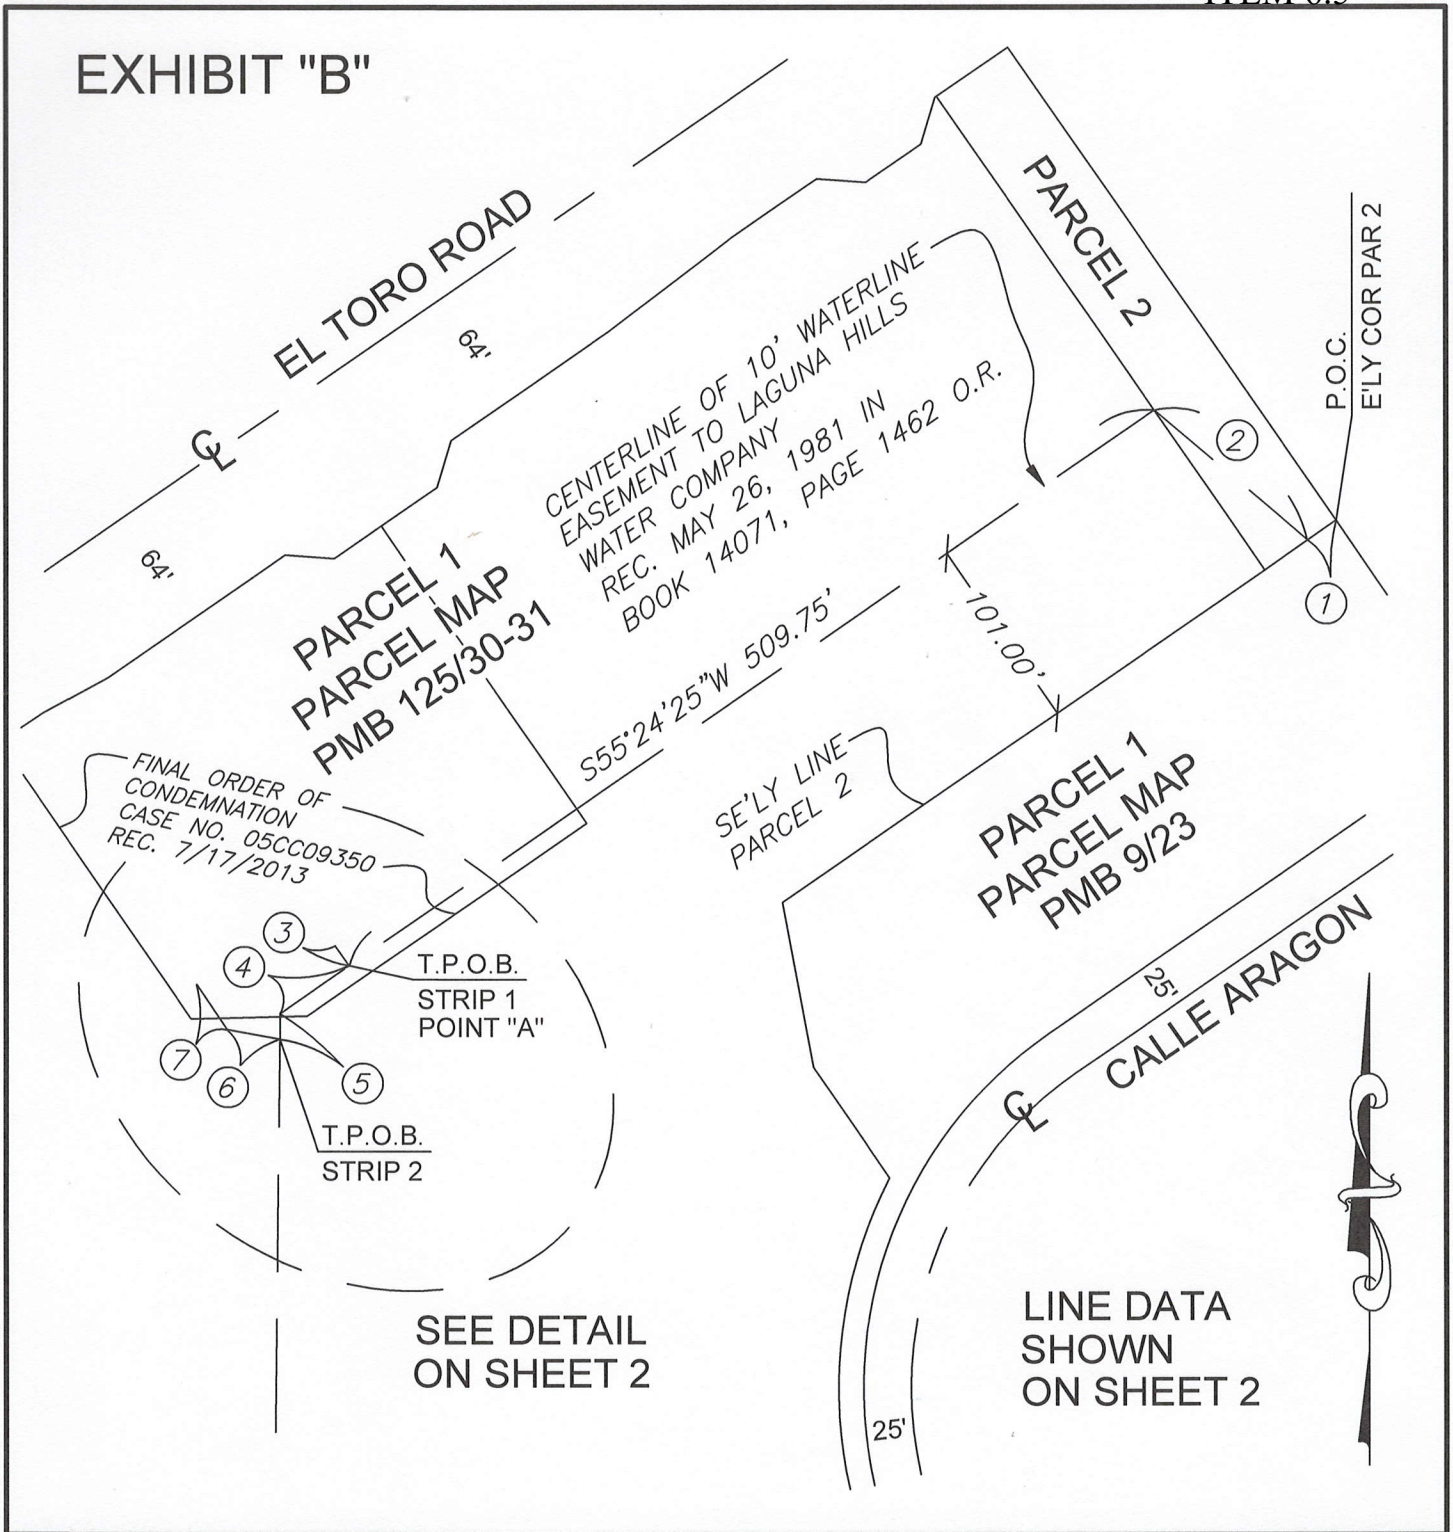 EXHIBIT "B"
EL TORO ROAD
64'
℄
64'
PARCEL 2
P.O.C.
E'LY COR PAR 2
CENTERLINE OF 10' WATERLINE
EASEMENT TO LAGUNA HILLS
WATER COMPANY
REC. MAY 26, 1981 IN
BOOK 14071, PAGE 1462 O.R.
2
1
PARCEL 1
PARCEL MAP
PMB 125/30-31
101.00'
S55°24'25"W 509.75'
SE'LY LINE
PARCEL 2
PARCEL 1
PARCEL MAP
PMB 9/23
FINAL ORDER OF
CONDEMNATION
CASE NO. 05CC09350
REC. 7/17/2013
3
4
T.P.O.B.
STRIP 1
POINT "A"
7
6
5
T.P.O.B.
STRIP 2
25'
CALLE ARAGON
℄
SEE DETAIL
ON SHEET 2
LINE DATA
SHOWN
ON SHEET 2
25'